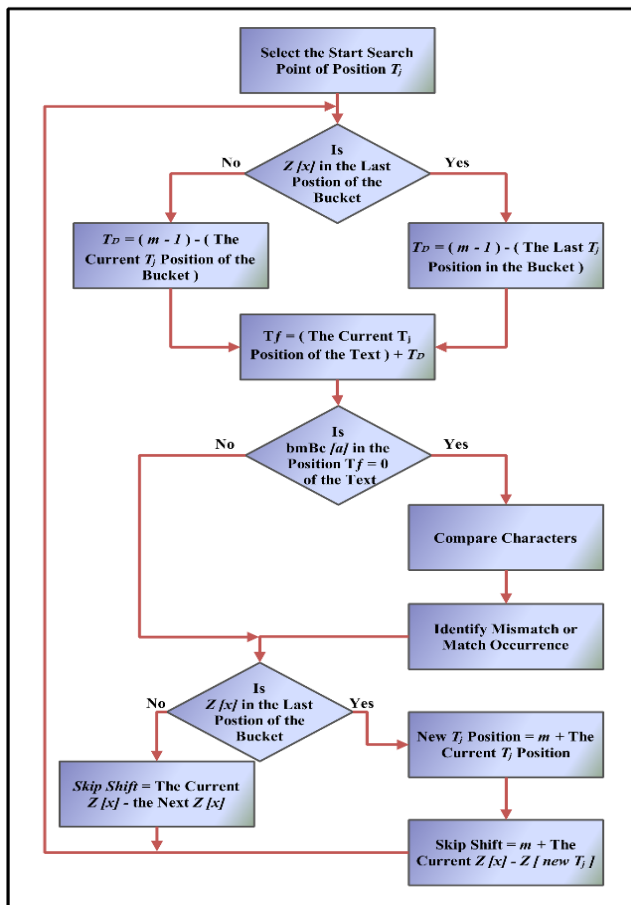 Select the Start Search
Point of Position Tj
Is
Z [x] in the Last
Postion of the
Bucket
No
Yes
TD = ( m - 1 ) - ( The
Current Tj Position of the
Bucket )
TD = ( m - 1 ) - ( The Last Tj
Position in the Bucket )
Tf = ( The Current Tj
Position of the Text ) + TD
Is
bmBc [a] in the
Position Tf = 0
of the Text
No
Yes
Compare Characters
Identify Mismatch or
Match Occurrence
Is
Z [x] in the Last
Postion of the
Bucket
No
Yes
New Tj Position = m + The
Current Tj Position
Skip Shift = The Current
Z [x] - the Next Z [x]
Skip Shift = m + The
Current Z [x] - Z [ new Tj ]